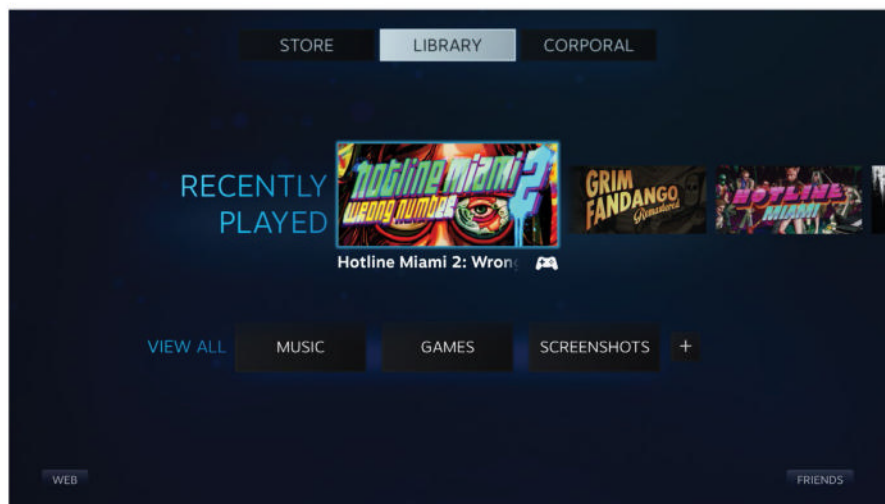 STORE LIBRARY CORPORAL
RECENTLY
PLAYED
hotline miami 2
wrong number
GRIM
FANDANGO
Remastered
HOTLINE
MIAMI
Hotline Miami 2: Wrong
VIEW ALL MUSIC GAMES SCREENSHOTS +
WEB FRIENDS